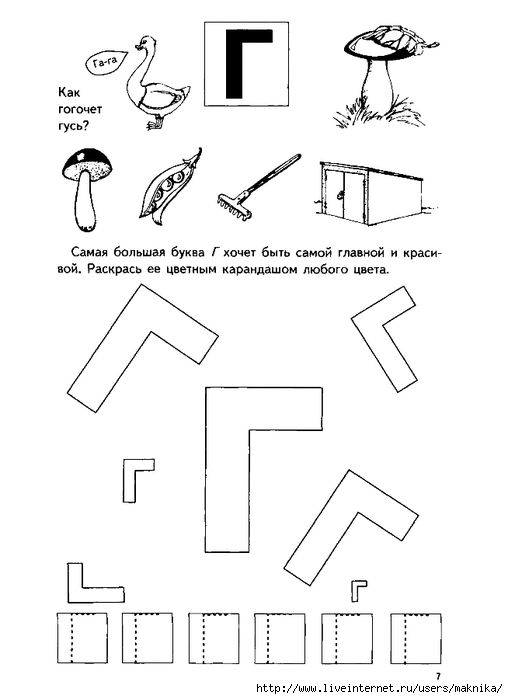 Га-га
Г
Как
гогочет
гусь?
Самая большая буква Г хочет быть самой главной и краси-
вой. Раскрась ее цветным карандашом любого цвета.
7
http://www.liveinternet.ru/users/maknika/